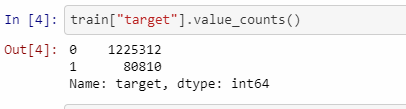 In [4]: train["target"].value_counts()
Out[4]: 0    1225312
1      80810
Name: target, dtype: int64